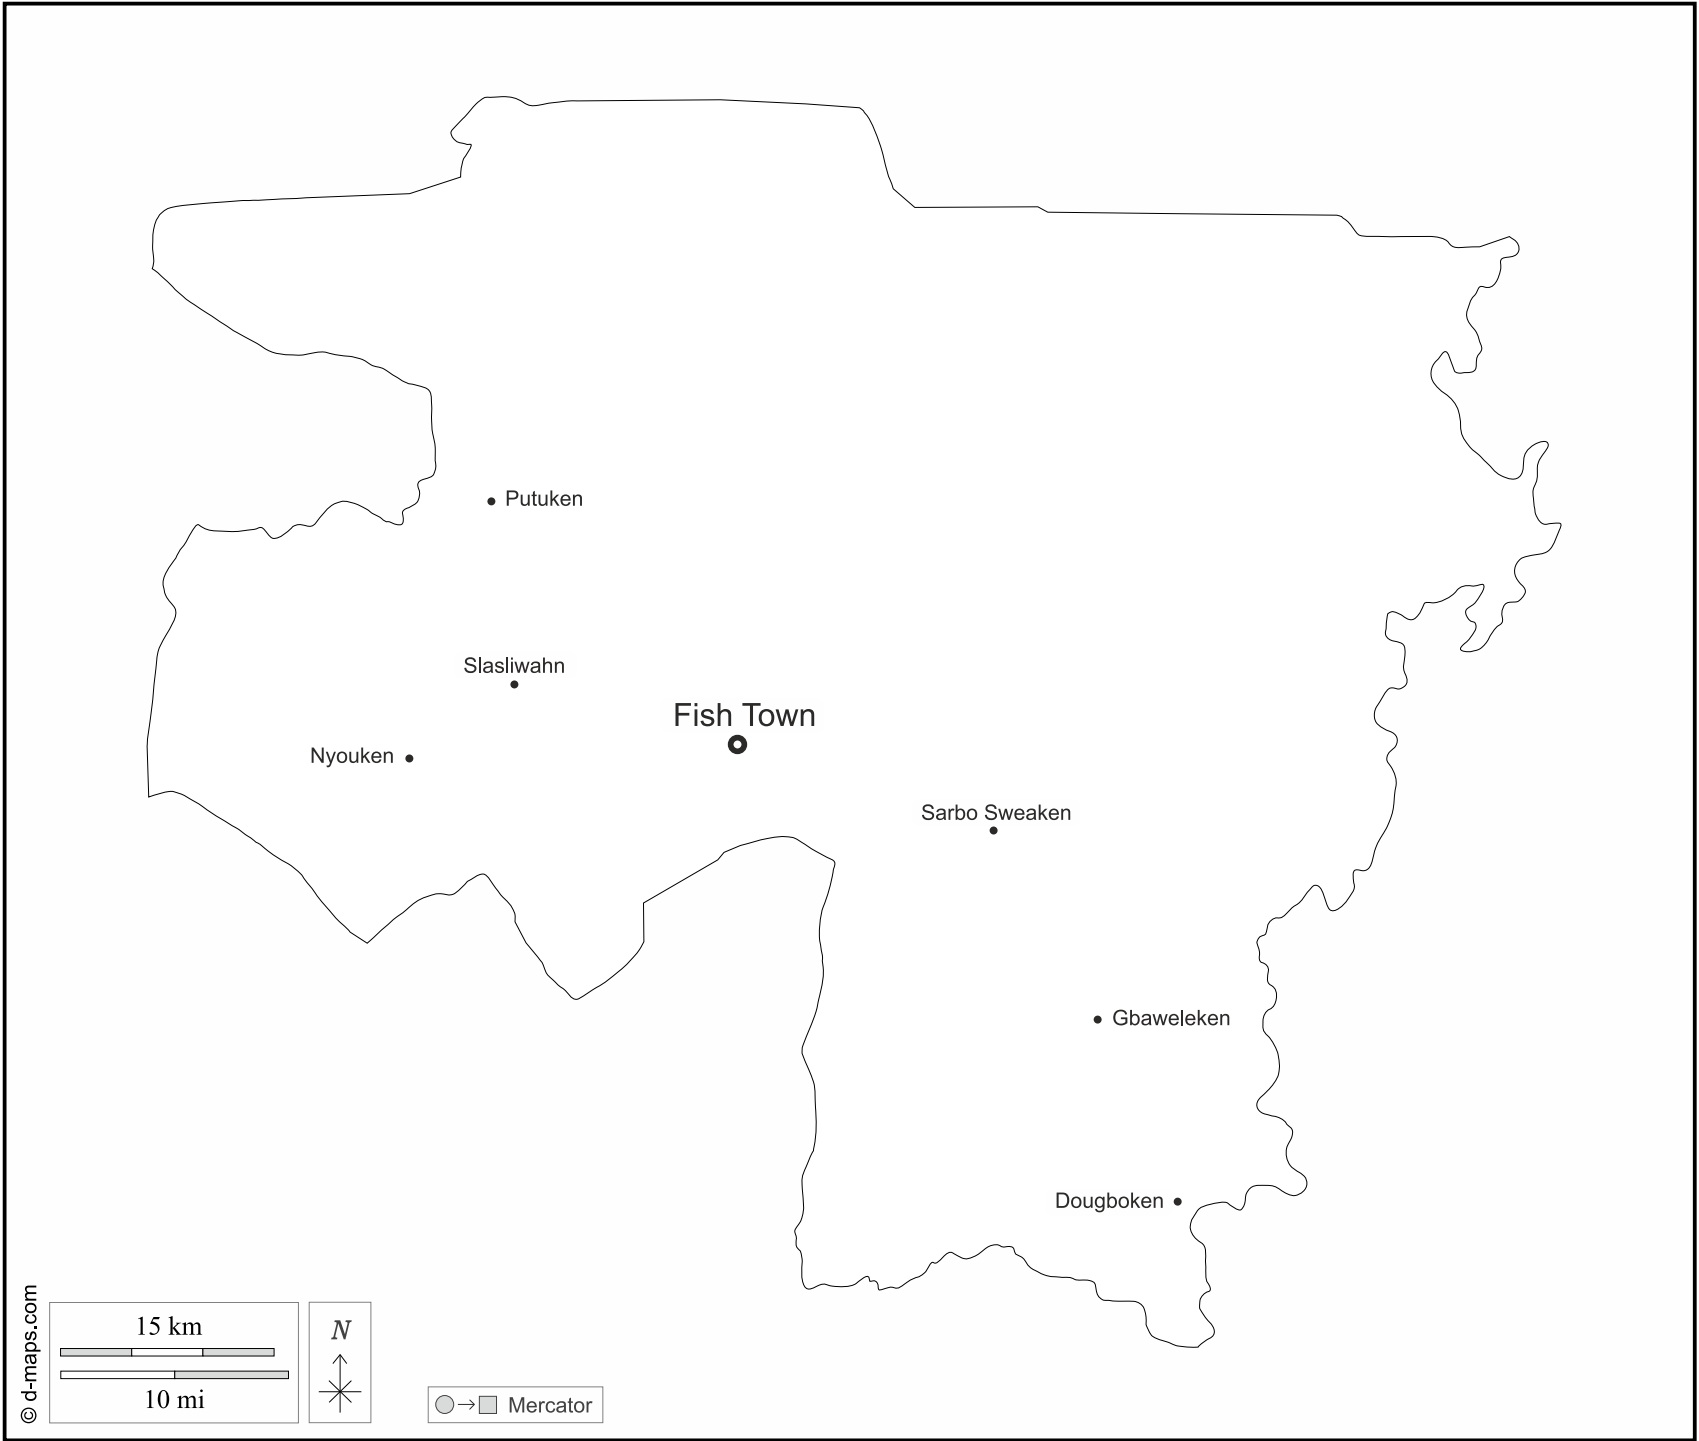 Putuken
Slasliwahn
Fish Town
Nyouken
Sarbo Sweaken
Gbaweleken
Dougboken
© d-maps.com
15 km
10 mi
N
Mercator